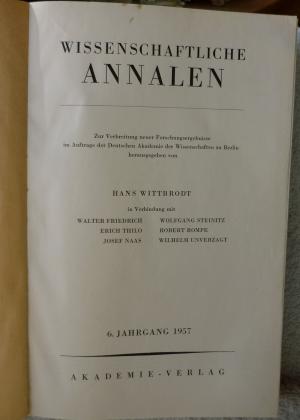 WISSENSCHAFTLICHE
ANNALEN
Zur Verbreitung neuer Forschungsergebnisse
im Auftrage der Deutschen Akademie der Wissenschaften zu Berlin
herausgegeben von
HANS WITTBRODT
in Verbindung mit
WALTER FRIEDRICH WOLFGANG STEINITZ
ERICH THILO ROBERT ROMPE
JOSEF NAAS WILHELM UNVERZAGT
6. JAHRGANG 1957
AKADEMIE-VERLAG